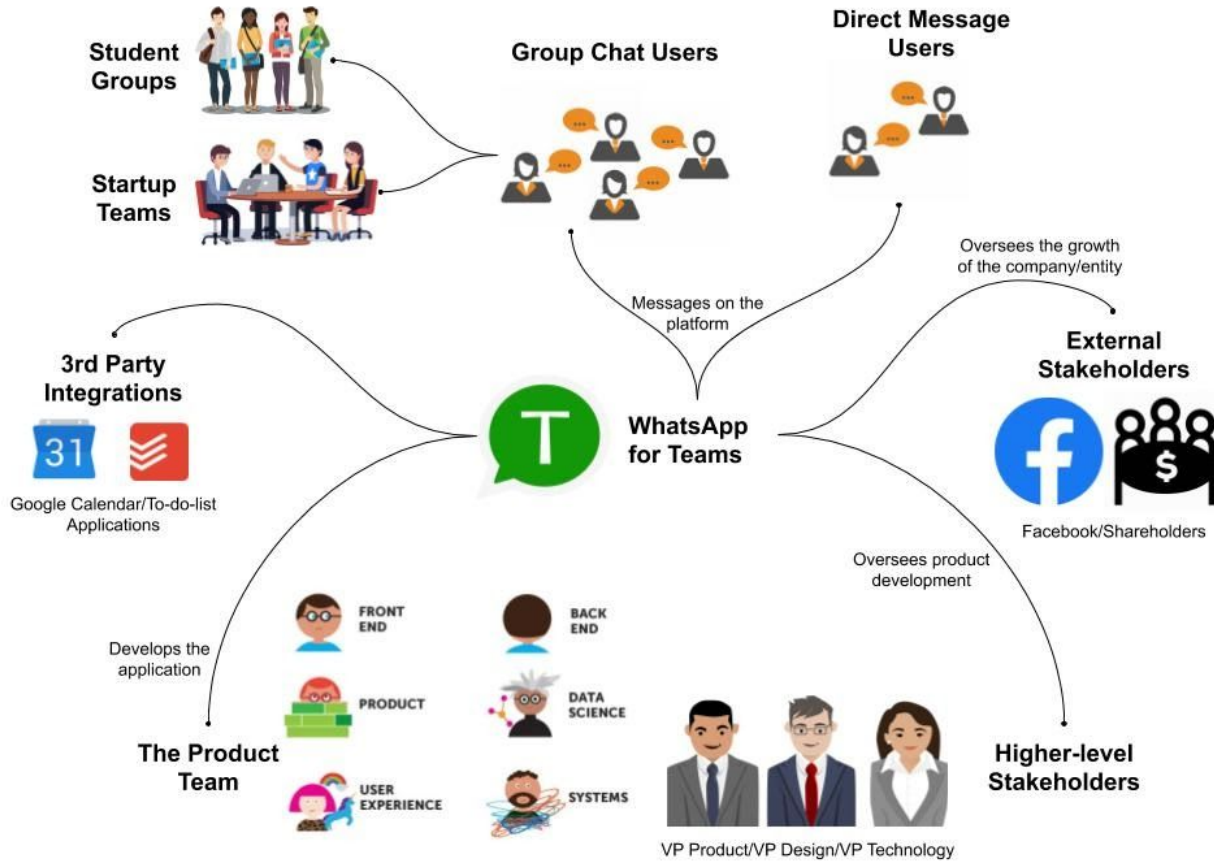 Student
Groups
Startup
Teams
Group Chat Users
Direct Message
Users
...
...
...
...
...
...
Messages on the
platform
Oversees the growth
of the company/entity
3rd Party
Integrations
31
Google Calendar/To-do-list
Applications
T
WhatsApp
for Teams
External
Stakeholders
f
$
Facebook/Shareholders
Oversees product
development
Develops the
application
The Product
Team
FRONT
END
BACK
END
PRODUCT
DATA
SCIENCE
USER
EXPERIENCE
SYSTEMS
VP Product/VP Design/VP Technology
Higher-level
Stakeholders